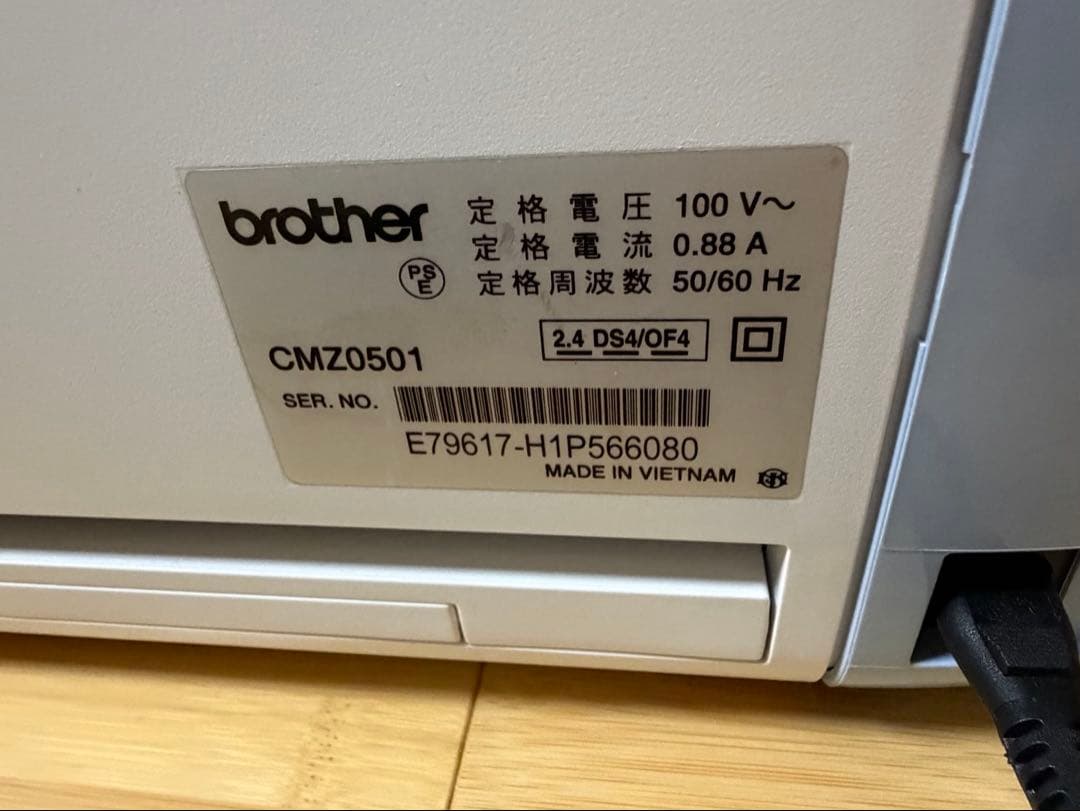 brother
定格電圧 100 V～
定格電流 0.88 A
PSE 定格周波数 50/60 Hz
2.4 DS4/OF4
CMZ0501
SER. NO.
E79617-H1P566080
MADE IN VIETNAM